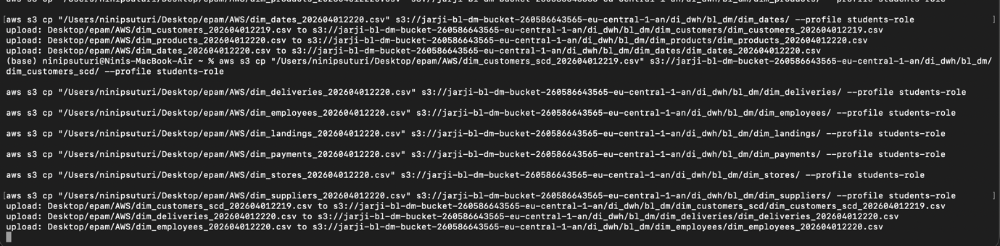 [aws s3 cp "/Users/ninipsuturi/Desktop/epam/AWS/dim_dates_202604012220.csv" s3://jarji-bl-dm-bucket-260586643565-eu-central-1-an/di_dwh/bl_dm/dim_dates/ --profile students-role ]
upload: Desktop/epam/AWS/dim_customers_202604012219.csv to s3://jarji-bl-dm-bucket-260586643565-eu-central-1-an/di_dwh/bl_dm/dim_customers/dim_customers_202604012219.csv
upload: Desktop/epam/AWS/dim_products_202604012220.csv to s3://jarji-bl-dm-bucket-260586643565-eu-central-1-an/di_dwh/bl_dm/dim_products/dim_products_202604012220.csv
upload: Desktop/epam/AWS/dim_dates_202604012220.csv to s3://jarji-bl-dm-bucket-260586643565-eu-central-1-an/di_dwh/bl_dm/dim_dates/dim_dates_202604012220.csv
(base) ninipsuturi@Ninis-MacBook-Air ~ % aws s3 cp "/Users/ninipsuturi/Desktop/epam/AWS/dim_customers_scd_202604012219.csv" s3://jarji-bl-dm-bucket-260586643565-eu-central-1-an/di_dwh/bl_dm/
dim_customers_scd/ --profile students-role
aws s3 cp "/Users/ninipsuturi/Desktop/epam/AWS/dim_deliveries_202604012220.csv" s3://jarji-bl-dm-bucket-260586643565-eu-central-1-an/di_dwh/bl_dm/dim_deliveries/ --profile students-role
aws s3 cp "/Users/ninipsuturi/Desktop/epam/AWS/dim_employees_202604012220.csv" s3://jarji-bl-dm-bucket-260586643565-eu-central-1-an/di_dwh/bl_dm/dim_employees/ --profile students-role
aws s3 cp "/Users/ninipsuturi/Desktop/epam/AWS/dim_landings_202604012220.csv" s3://jarji-bl-dm-bucket-260586643565-eu-central-1-an/di_dwh/bl_dm/dim_landings/ --profile students-role
aws s3 cp "/Users/ninipsuturi/Desktop/epam/AWS/dim_payments_202604012220.csv" s3://jarji-bl-dm-bucket-260586643565-eu-central-1-an/di_dwh/bl_dm/dim_payments/ --profile students-role
aws s3 cp "/Users/ninipsuturi/Desktop/epam/AWS/dim_stores_202604012220.csv" s3://jarji-bl-dm-bucket-260586643565-eu-central-1-an/di_dwh/bl_dm/dim_stores/ --profile students-role
[aws s3 cp "/Users/ninipsuturi/Desktop/epam/AWS/dim_suppliers_202604012220.csv" s3://jarji-bl-dm-bucket-260586643565-eu-central-1-an/di_dwh/bl_dm/dim_suppliers/ --profile students-role ]
upload: Desktop/epam/AWS/dim_customers_scd_202604012219.csv to s3://jarji-bl-dm-bucket-260586643565-eu-central-1-an/di_dwh/bl_dm/dim_customers_scd/dim_customers_scd_202604012219.csv
upload: Desktop/epam/AWS/dim_deliveries_202604012220.csv to s3://jarji-bl-dm-bucket-260586643565-eu-central-1-an/di_dwh/bl_dm/dim_deliveries/dim_deliveries_202604012220.csv
upload: Desktop/epam/AWS/dim_employees_202604012220.csv to s3://jarji-bl-dm-bucket-260586643565-eu-central-1-an/di_dwh/bl_dm/dim_employees/dim_employees_202604012220.csv